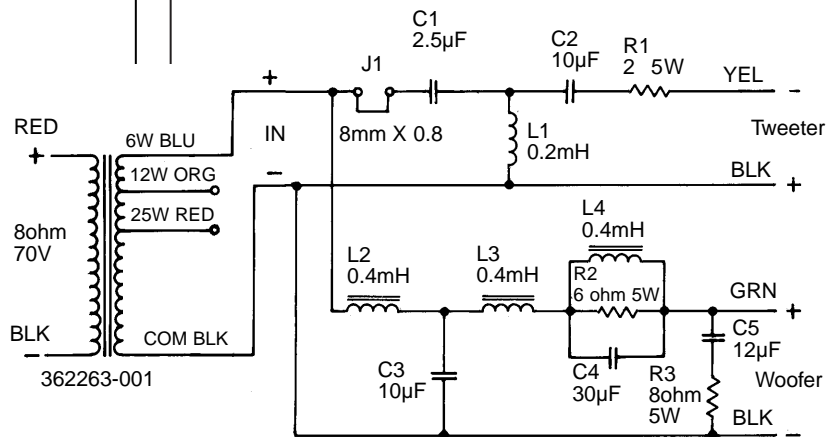 C1
2.5µF
C2
10µF
R1
2 5W
J1
+
YEL
-
RED
6W BLU
IN
8mm X 0.8
L1
0.2mH
Tweeter
+
12W ORG
-
BLK
+
25W RED
8ohm
70V
L4
0.4mH
L2
0.4mH
L3
0.4mH
R2
6 ohm 5W
GRN
+
BLK
-
COM BLK
C5
12µF
362263-001
C3
10µF
C4
30µF
R3
8ohm
5W
Woofer
BLK
-